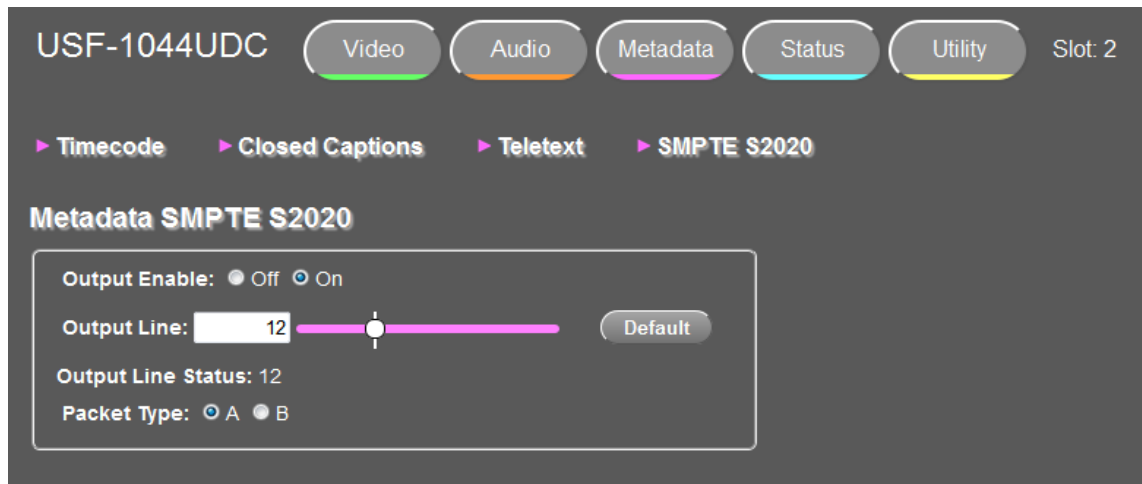 USF-1044UDC Video Audio Metadata Status Utility Slot: 2
Timecode Closed Captions Teletext SMPTE S2020
Metadata SMPTE S2020
Output Enable: Off On
Output Line: 12 Default
Output Line Status: 12
Packet Type: A B